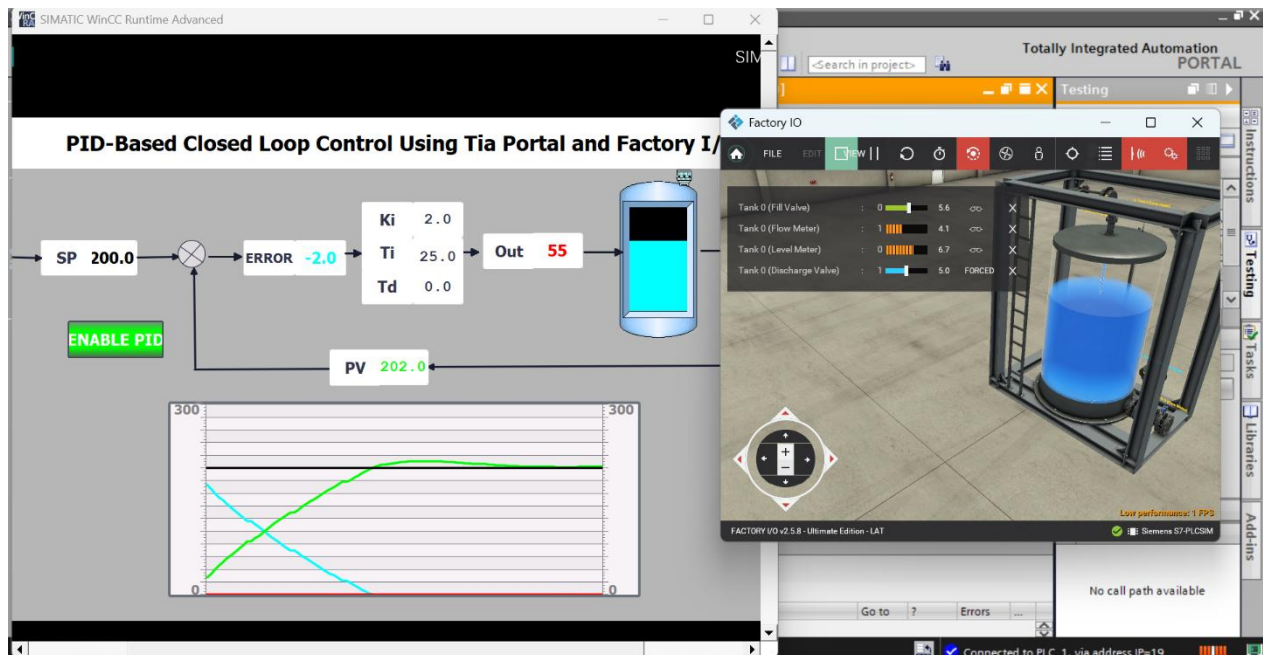 SIMATIC WinCC Runtime Advanced
SIM
PID-Based Closed Loop Control Using Tia Portal and Factory I/
SP 200.0
ERROR -2.0
Ki 2.0
Ti 25.0
Td 0.0
Out 55
ENABLE PID
PV 202.0
300 300
0 0
Totally Integrated Automation
PORTAL
<Search in project>
Testing
Factory IO
FILE EDIT VIEW
Tank 0 (Fill Valve) : 0 5.6
Tank 0 (Flow Meter) : 1 4.1
Tank 0 (Level Meter) : 0 6.7
Tank 0 (Discharge Valve) : 1 5.0 FORCED
Low performance: 1 FPS
FACTORY I/O v2.5.8 - Ultimate Edition - LAT
Siemens S7-PLCSIM
Instructions
Testing
Tasks
Libraries
Add-ins
No call path available
Go to ? Errors ...
Connected to PLC_1, via address IP=19